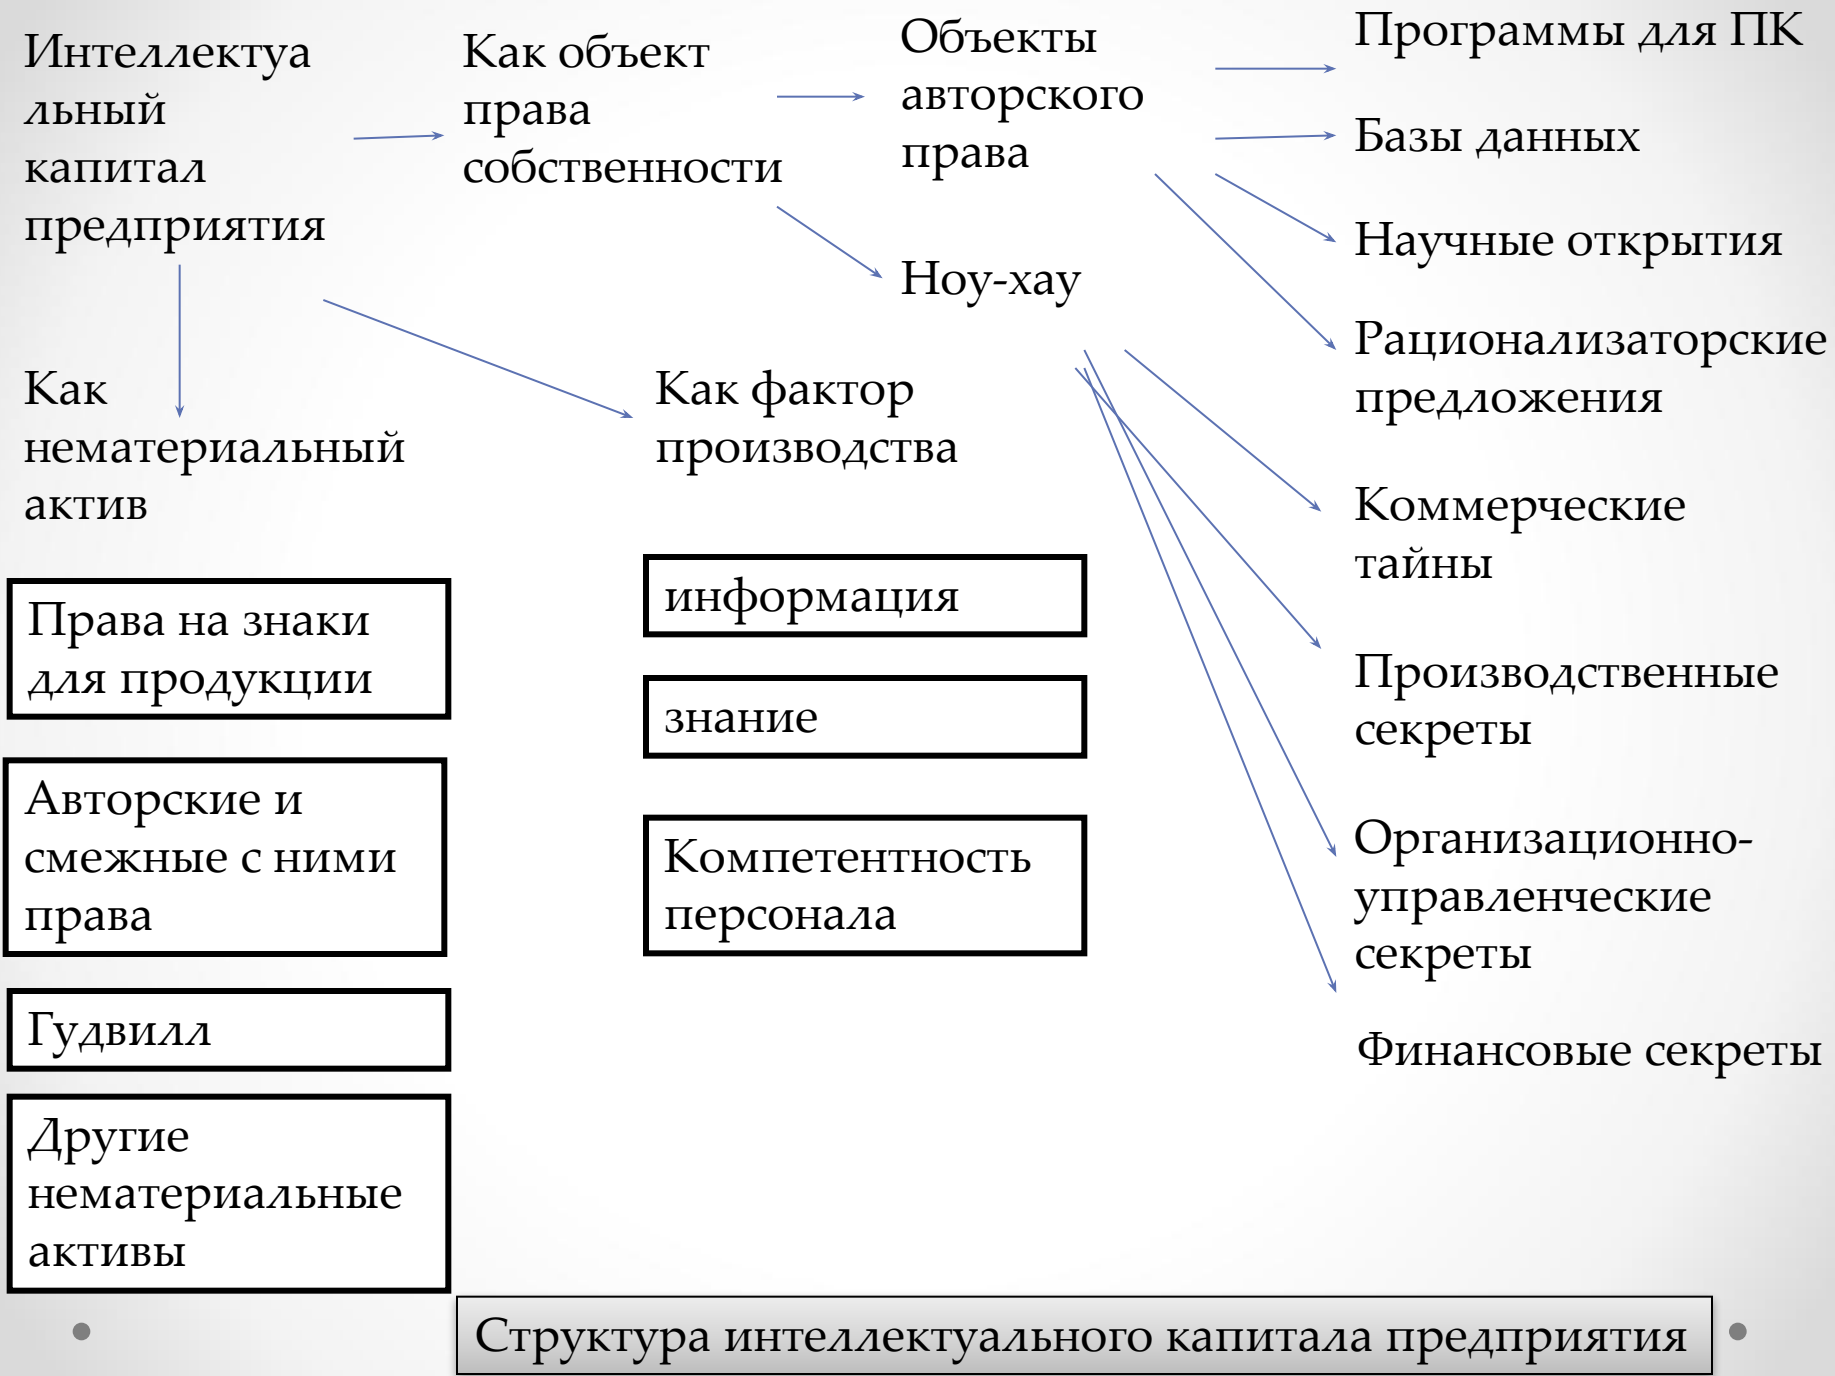 Интеллектуа
льный
капитал
предприятия
Как объект
права
собственности
Объекты
авторского
права
Ноу-хау
Программы для ПК
Базы данных
Научные открытия
Рационализаторские
предложения
Коммерческие
тайны
Производственные
секреты
Организационно-
управленческие
секреты
Финансовые секреты
Как
нематериальный
актив
Права на знаки
для продукции
Авторские и
смежные с ними
права
Гудвилл
Другие
нематериальные
активы
Как фактор
производства
информация
знание
Компетентность
персонала
Структура интеллектуального капитала предприятия